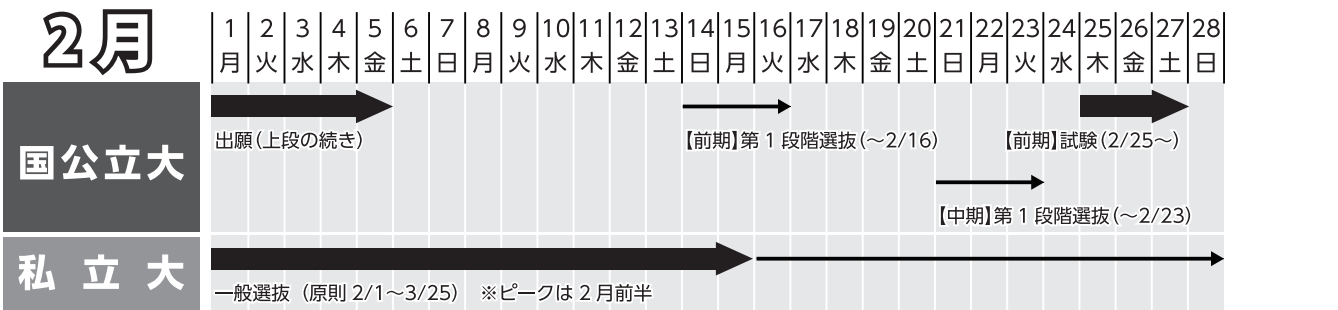 2月
1 2 3 4 5 6 7 8 9 10 11 12 13 14 15 16 17 18 19 20 21 22 23 24 25 26 27 28
月 火 水 木 金 土 日 月 火 水 木 金 土 日 月 火 水 木 金 土 日 月 火 水 木 金 土 日
国公立大
出願(上段の続き)
【前期】第1段階選抜(〜2/16)
【前期】試験(2/25〜)
【中期】第1段階選抜(〜2/23)
私立大
一般選抜(原則2/1〜3/25) ※ピークは2月前半